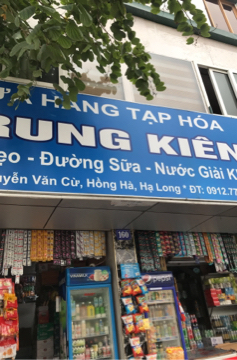 ỬA HÀNG TẠP HÓA
RUNG KIÊN
ẹo - Đường Sữa - Nước Giải K
uyễn Văn Cừ, Hồng Hà, Hạ Long * ĐT: 0912.77